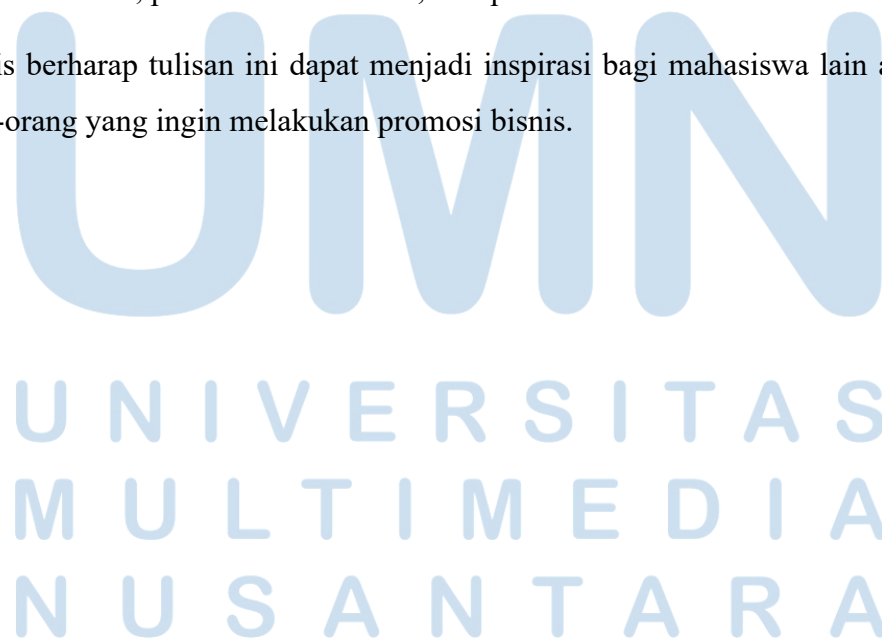 berharap tulisan ini dapat menjadi inspirasi bagi mahasiswa lain
-orang yang ingin melakukan promosi bisnis.
UMN
UNIVERSITAS
MULTIMEDIA
NUSANTARA